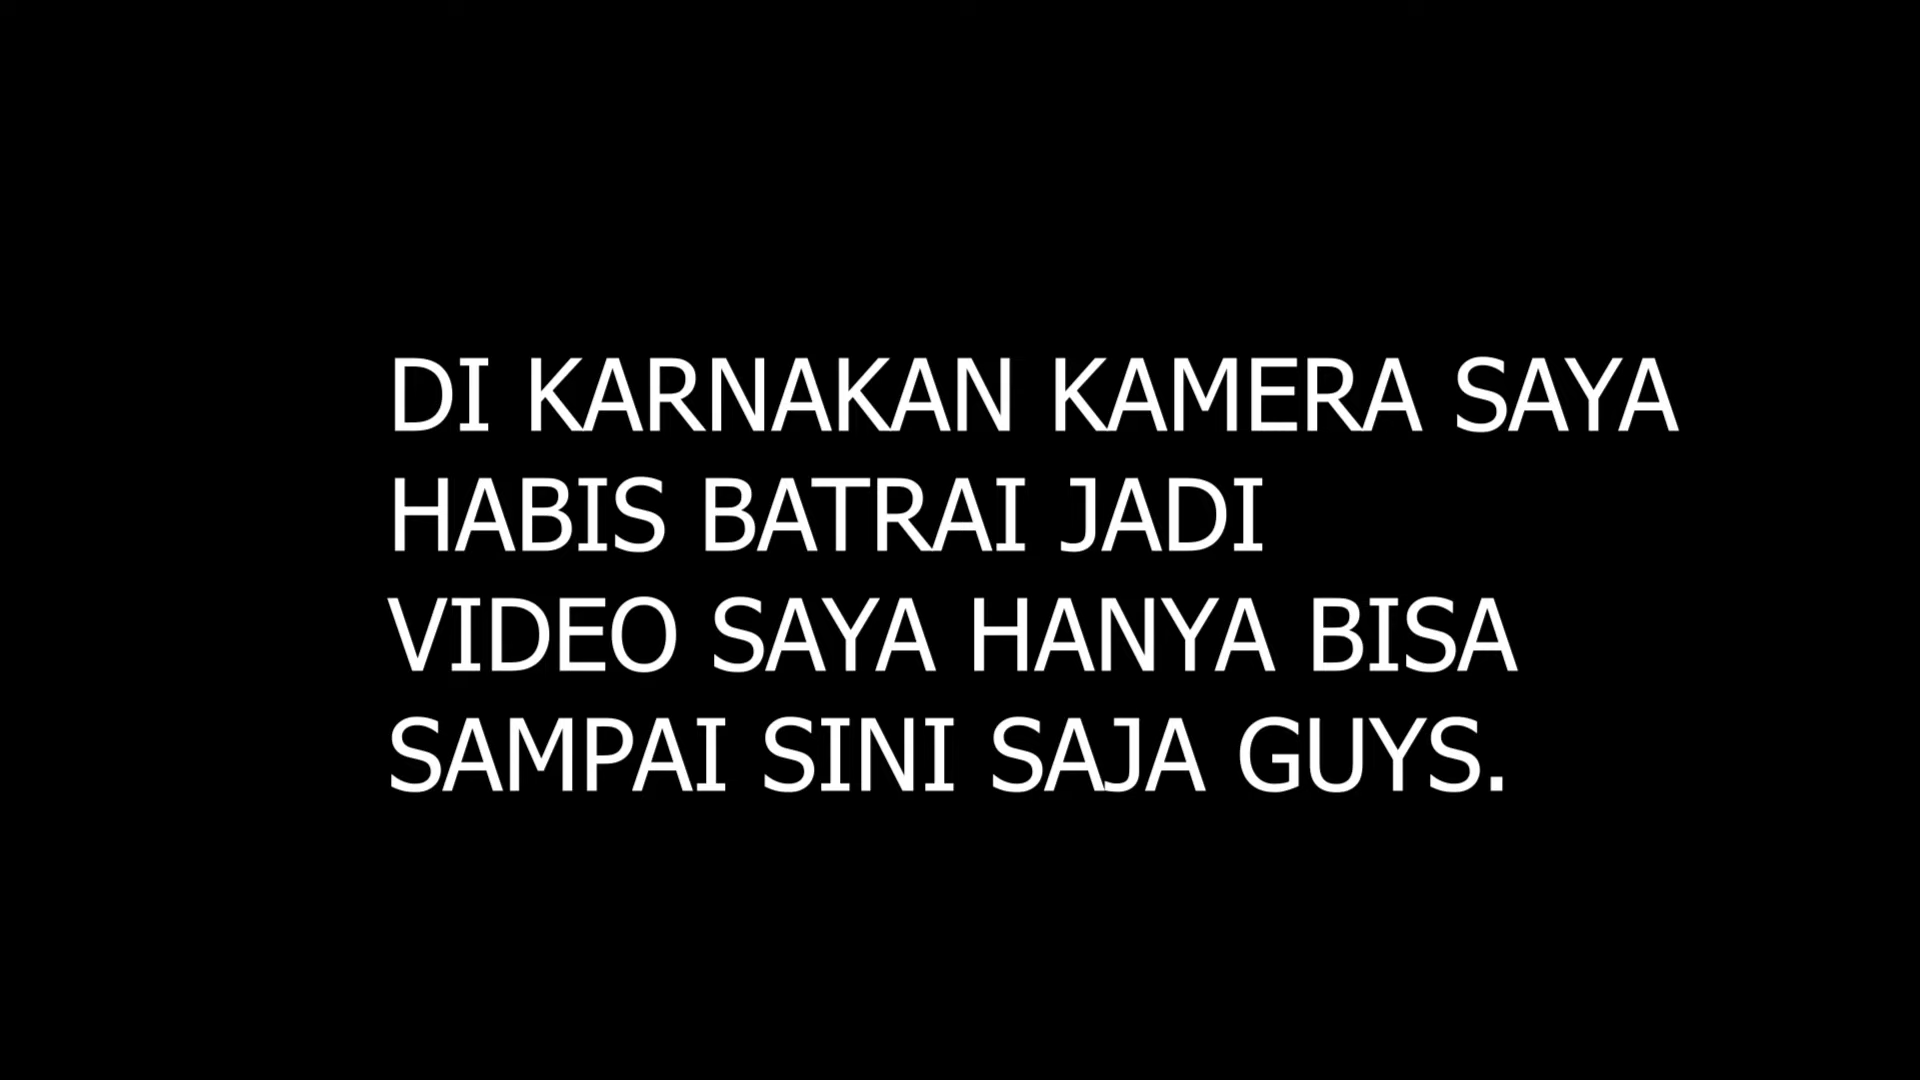 DI KARNAKAN KAMERA SAYA
HABIS BATRAI JADI
VIDEO SAYA HANYA BISA
SAMPAI SINI SAJA GUYS.